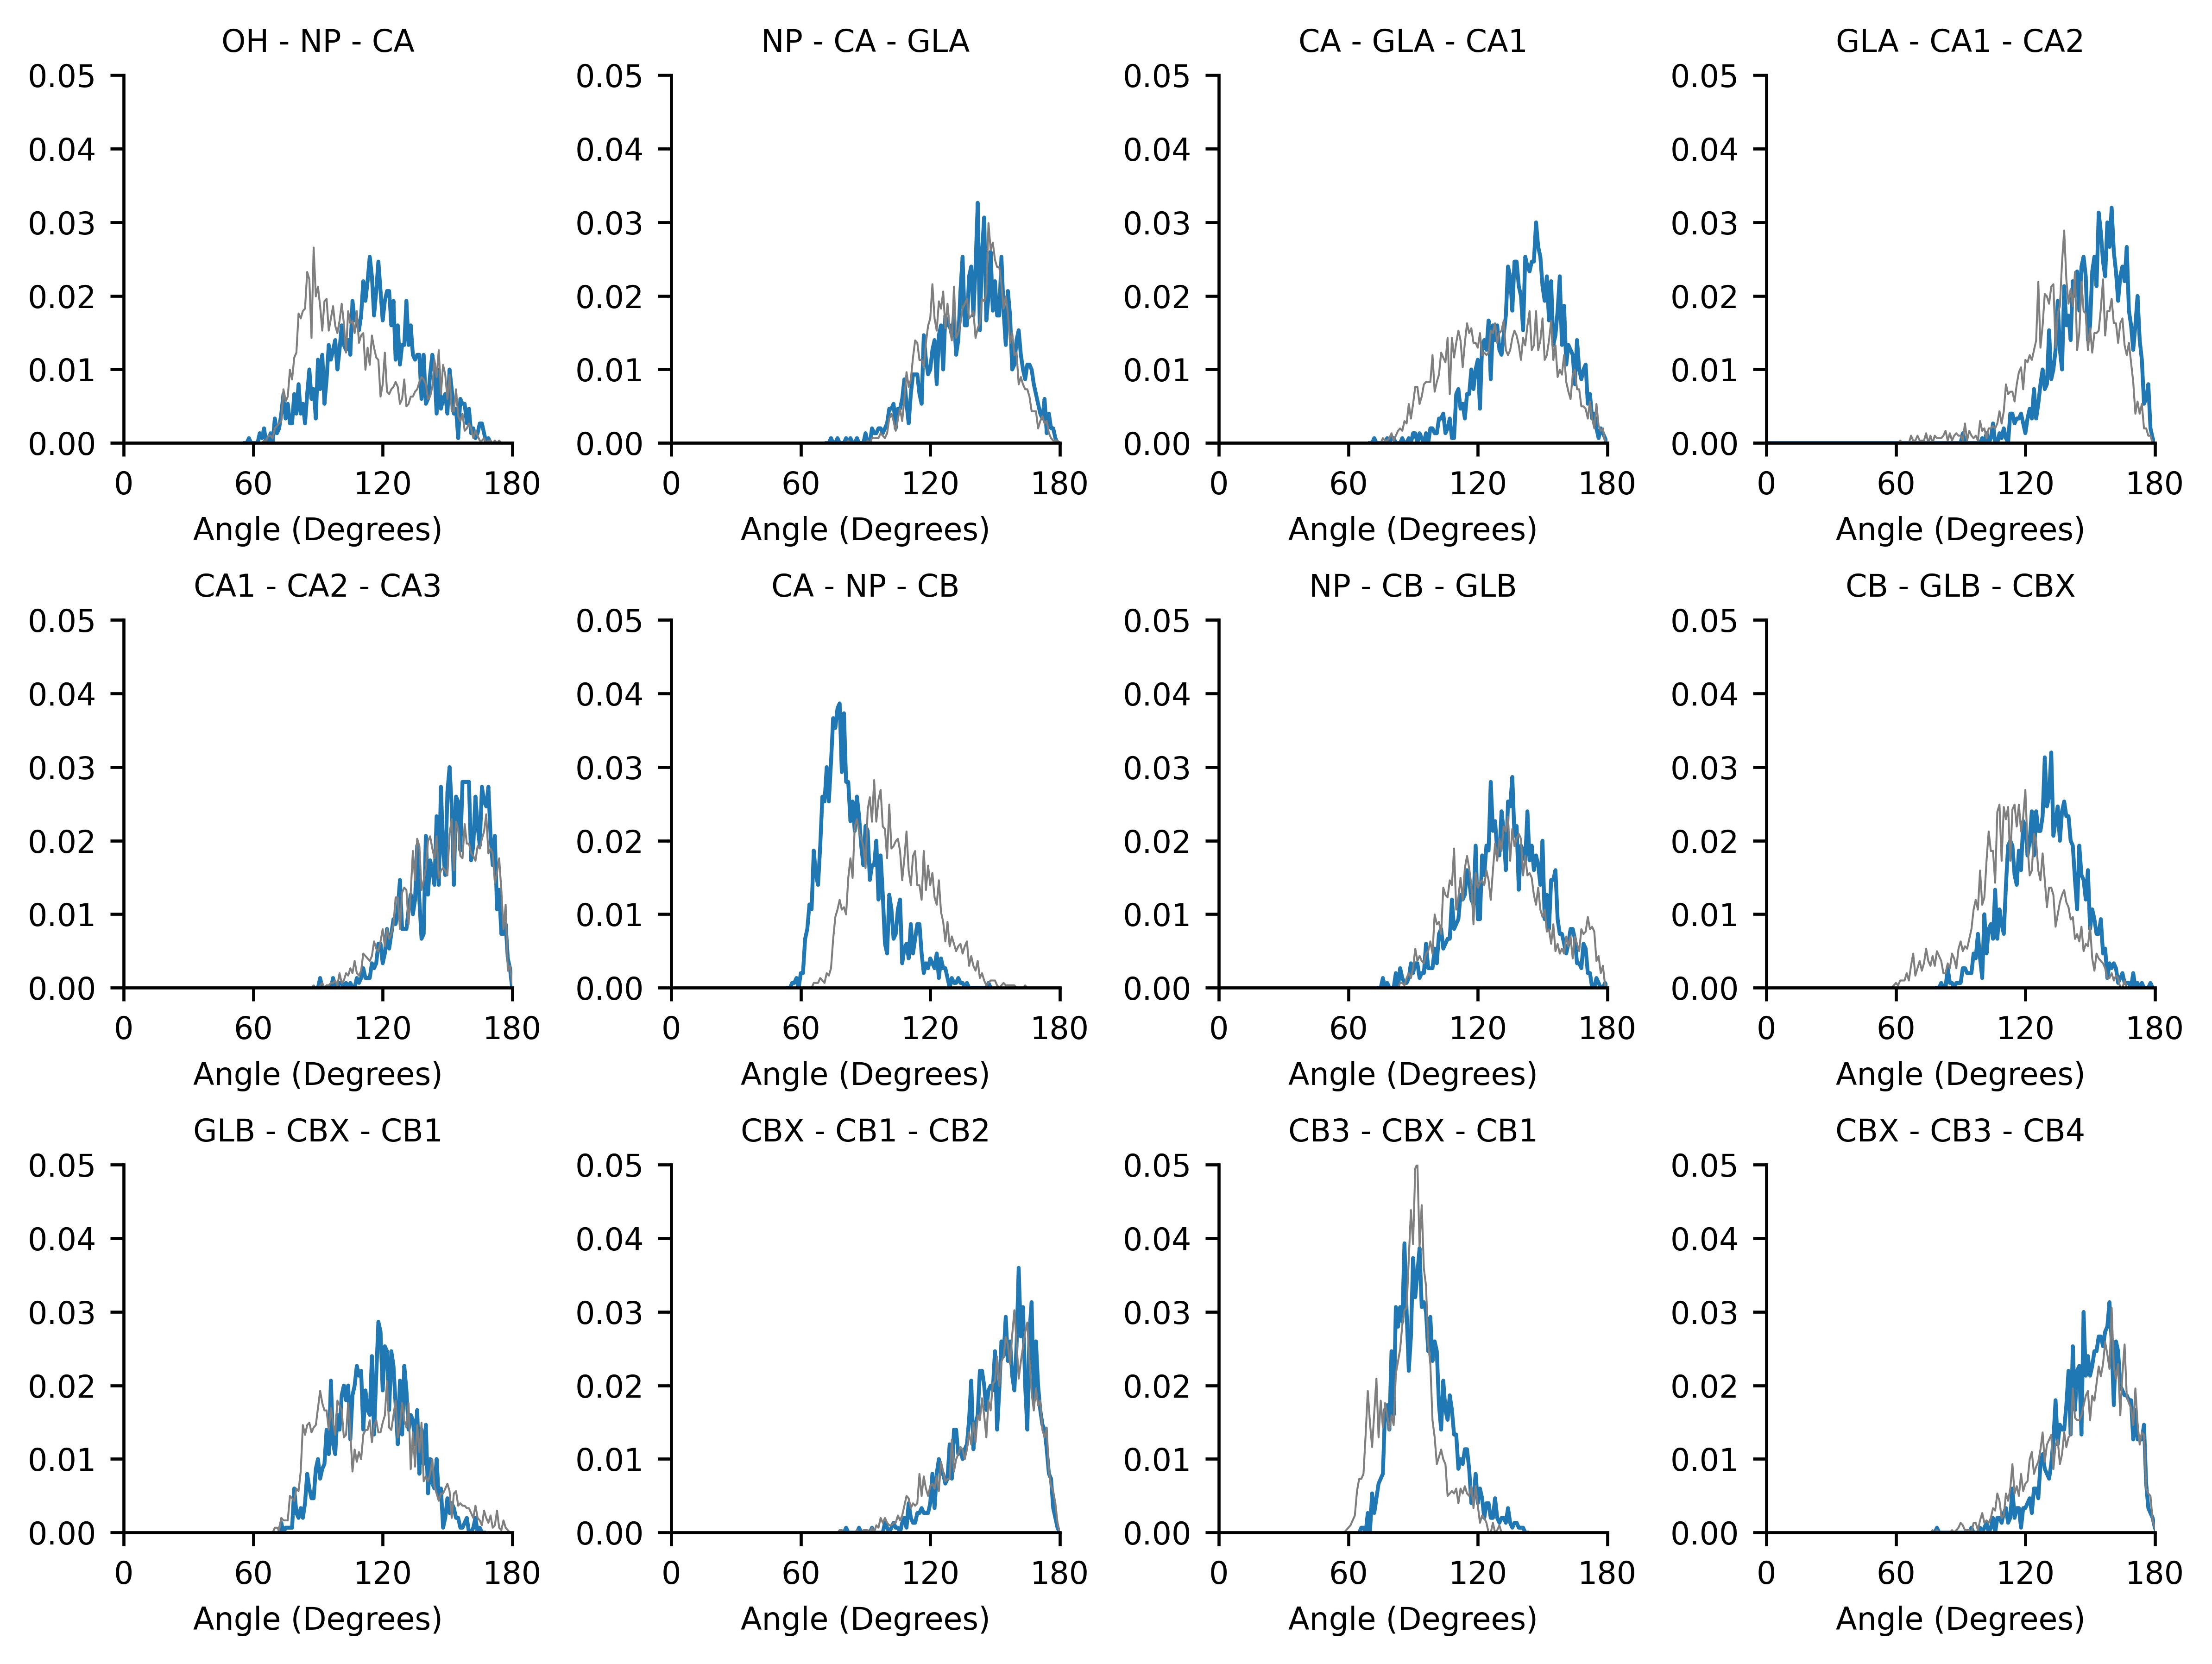 OH - NP - CA
NP - CA - GLA
CA - GLA - CA1
GLA - CA1 - CA2
0.05 0.05 0.05 0.05
0.04 0.04 0.04 0.04
0.03 0.03 0.03 0.03
0.02 0.02 0.02 0.02
0.01 0.01 0.01 0.01
0.00 0.00 0.00 0.00
0 60 120 180 0 60 120 180 0 60 120 180 0 60 120 180
Angle (Degrees) Angle (Degrees) Angle (Degrees) Angle (Degrees)
CA1 - CA2 - CA3
CA - NP - CB
NP - CB - GLB
CB - GLB - CBX
0.05 0.05 0.05 0.05
0.04 0.04 0.04 0.04
0.03 0.03 0.03 0.03
0.02 0.02 0.02 0.02
0.01 0.01 0.01 0.01
0.00 0.00 0.00 0.00
0 60 120 180 0 60 120 180 0 60 120 180 0 60 120 180
Angle (Degrees) Angle (Degrees) Angle (Degrees) Angle (Degrees)
GLB - CBX - CB1
CBX - CB1 - CB2
CB3 - CBX - CB1
CBX - CB3 - CB4
0.05 0.05 0.05 0.05
0.04 0.04 0.04 0.04
0.03 0.03 0.03 0.03
0.02 0.02 0.02 0.02
0.01 0.01 0.01 0.01
0.00 0.00 0.00 0.00
0 60 120 180 0 60 120 180 0 60 120 180 0 60 120 180
Angle (Degrees) Angle (Degrees) Angle (Degrees) Angle (Degrees)